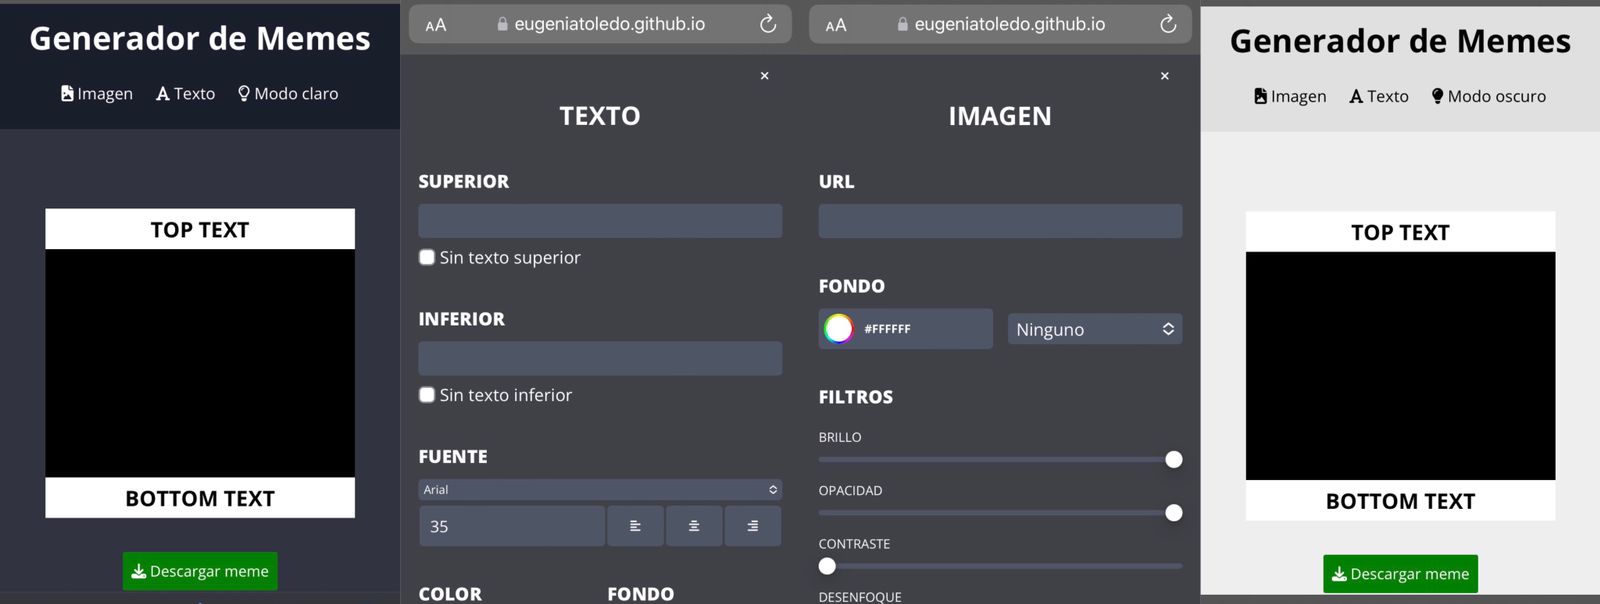 Generador de Memes
Imagen Texto Modo claro
TOP TEXT
BOTTOM TEXT
Descargar meme
AA eugeniatoledo.github.io
×
TEXTO
SUPERIOR
Sin texto superior
INFERIOR
Sin texto inferior
FUENTE
Arial
35
COLOR FONDO
AA eugeniatoledo.github.io
×
IMAGEN
URL
FONDO
#FFFFFF Ninguno
FILTROS
BRILLO
OPACIDAD
CONTRASTE
DESENFOQUE
Generador de Memes
Imagen Texto Modo oscuro
TOP TEXT
BOTTOM TEXT
Descargar meme